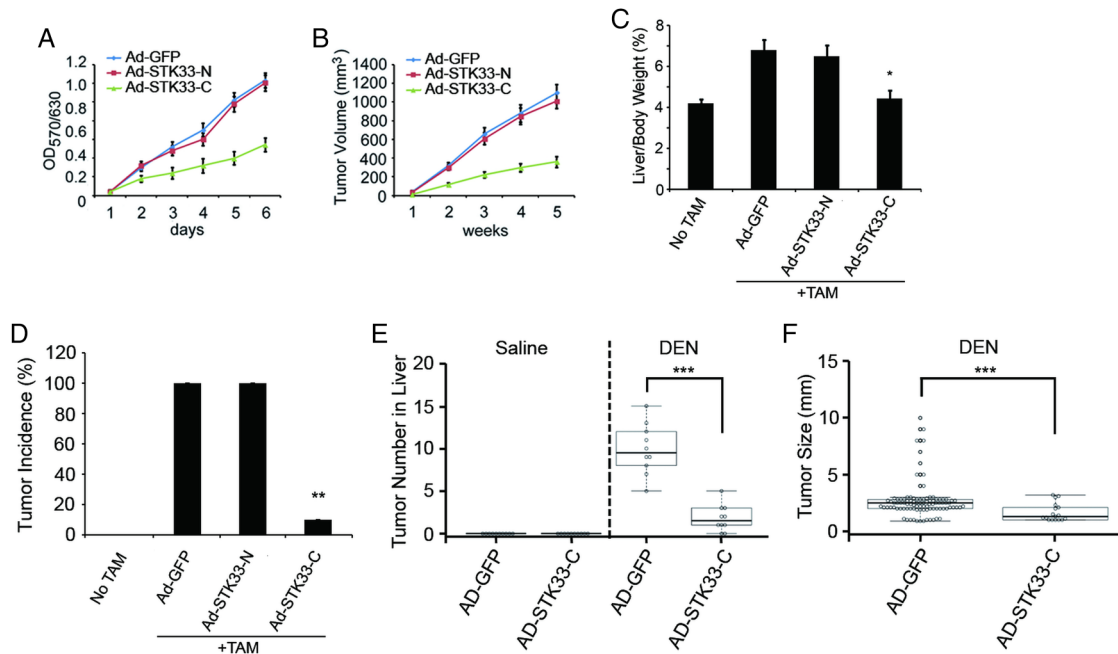 A
Ad-GFP
Ad-STK33-N
Ad-STK33-C
OD570/630
1.2
1.0
0.8
0.6
0.4
0.2
0
1 2 3 4 5 6
days
B
Ad-GFP
Ad-STK33-N
Ad-STK33-C
Tumor Volume (mm3)
1400
1200
1000
800
600
400
200
0
1 2 3 4 5
weeks
C
Liver/Body Weight (%)
8
6
4
2
0
*
No TAM
Ad-GFP
Ad-STK33-N
Ad-STK33-C
+TAM
D
Tumor Incidence (%)
120
100
80
60
40
20
0
**
No TAM
Ad-GFP
Ad-STK33-N
Ad-STK33-C
+TAM
E
Saline DEN
Tumor Number in Liver
20
15
10
5
0
***
AD-GFP
AD-STK33-C
AD-GFP
AD-STK33-C
F
DEN
Tumor Size (mm)
15
10
5
0
***
AD-GFP
AD-STK33-C